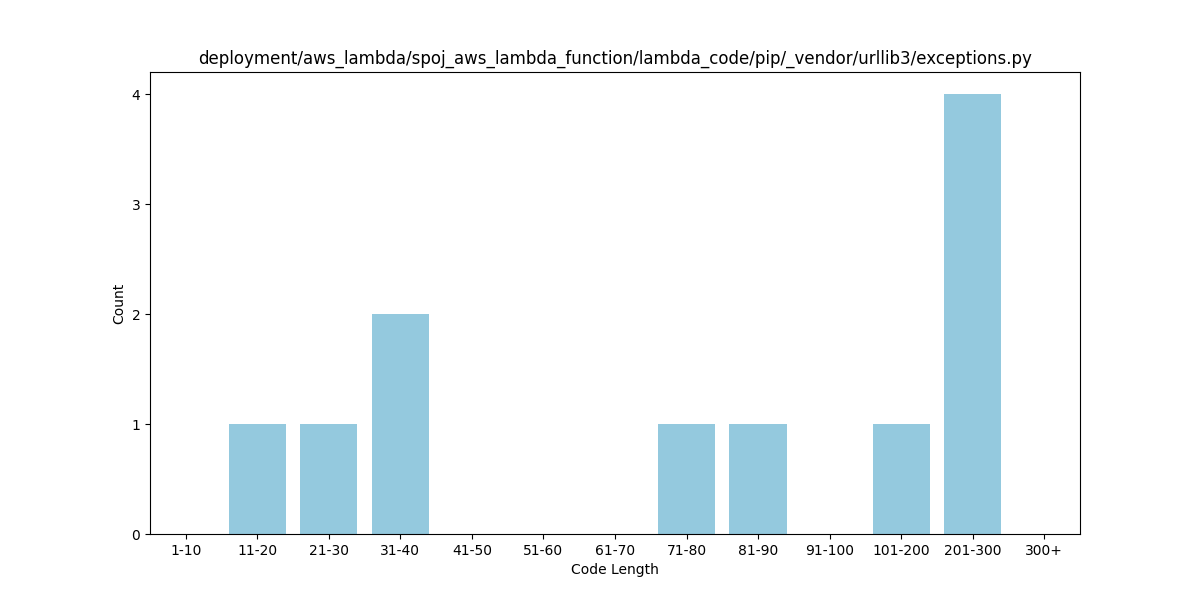 deployment/aws_lambda/spoj_aws_lambda_function/lambda_code/pip/_vendor/urllib3/exceptions.py
4
3
2
1
0
Count
1-10 11-20 21-30 31-40 41-50 51-60 61-70 71-80 81-90 91-100 101-200 201-300 300+
Code Length